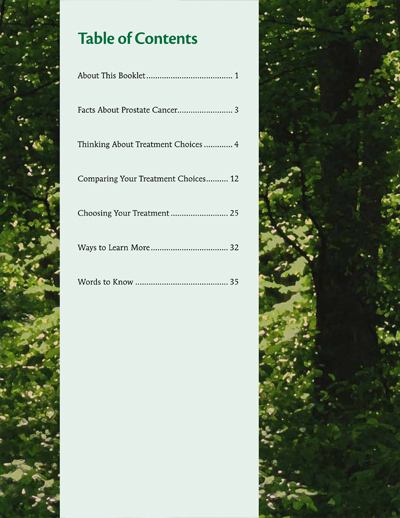 Table of Contents
About This Booklet ..................................... 1
Facts About Prostate Cancer........................ 3
Thinking About Treatment Choices ............ 4
Comparing Your Treatment Choices.......... 12
Choosing Your Treatment ......................... 25
Ways to Learn More.................................. 32
Words to Know ........................................ 35